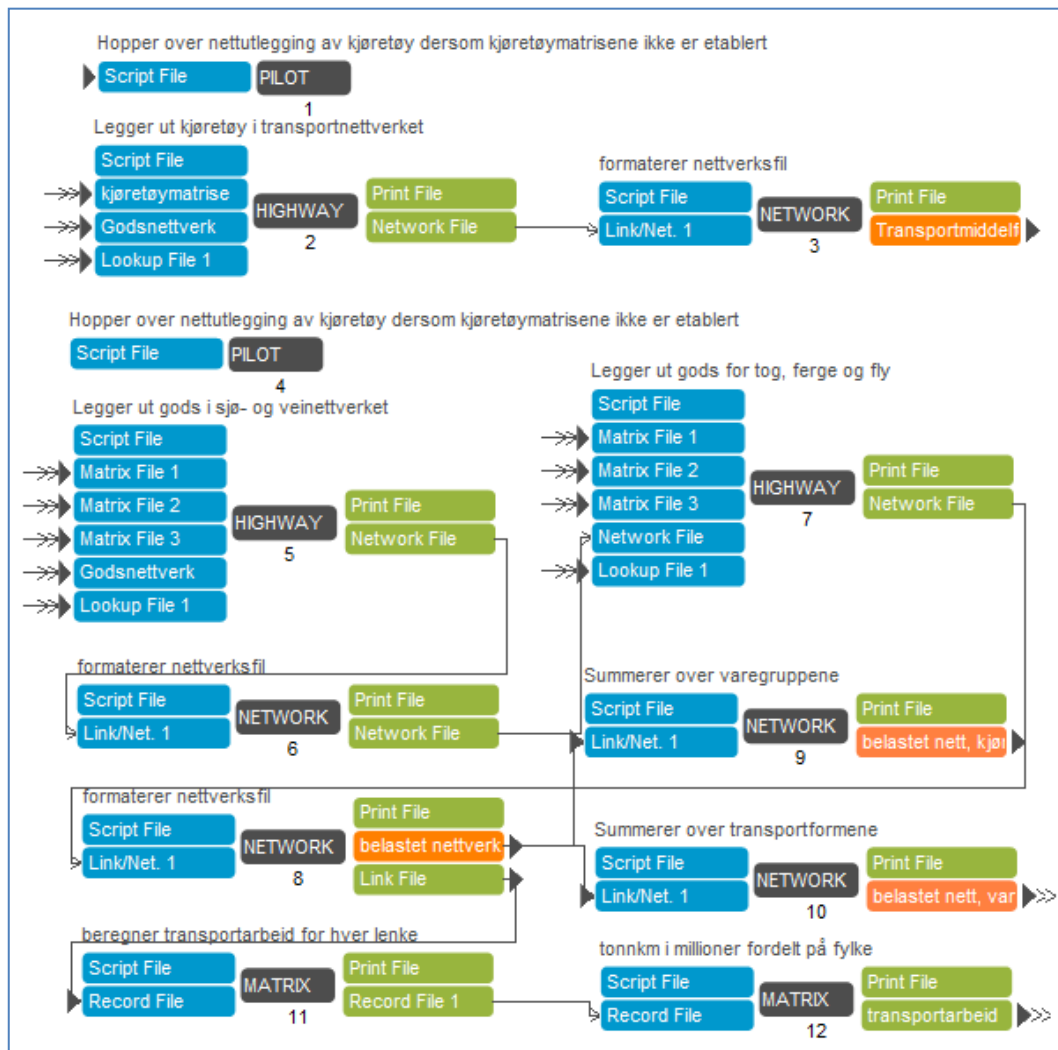 Hopper over nettutlegging av kjøretøy dersom kjøretøymatrisene ikke er etablert
Script File PILOT
1
Legger ut kjøretøy i transportnettverket
Script File
kjøretøymatrise
Godsnettverk
Lookup File 1
HIGHWAY
2
Print File
Network File
formaterer nettverksfil
Script File
Link/Net. 1
NETWORK
3
Print File
Transportmiddelf
Hopper over nettutlegging av kjøretøy dersom kjøretøymatrisene ikke er etablert
Script File PILOT
4
Legger ut gods i sjø- og veinettverket
Script File
Matrix File 1
Matrix File 2
Matrix File 3
Godsnettverk
Lookup File 1
HIGHWAY
5
Print File
Network File
Legger ut gods for tog, ferge og fly
Script File
Matrix File 1
Matrix File 2
Matrix File 3
Network File
Lookup File 1
HIGHWAY
7
Print File
Network File
formaterer nettverksfil
Script File
Link/Net. 1
NETWORK
6
Print File
Network File
Summerer over varegruppene
Script File
Link/Net. 1
NETWORK
9
Print File
belastet nett, kjør
formaterer nettverksfil
Script File
Link/Net. 1
NETWORK
8
Print File
belastet nettverk
Link File
Summerer over transportformene
Script File
Link/Net. 1
NETWORK
10
Print File
belastet nett, var
beregner transportarbeid for hver lenke
Script File
Record File
MATRIX
11
Print File
Record File 1
tonnkm i millioner fordelt på fylke
Script File
Record File
MATRIX
12
Print File
transportarbeid